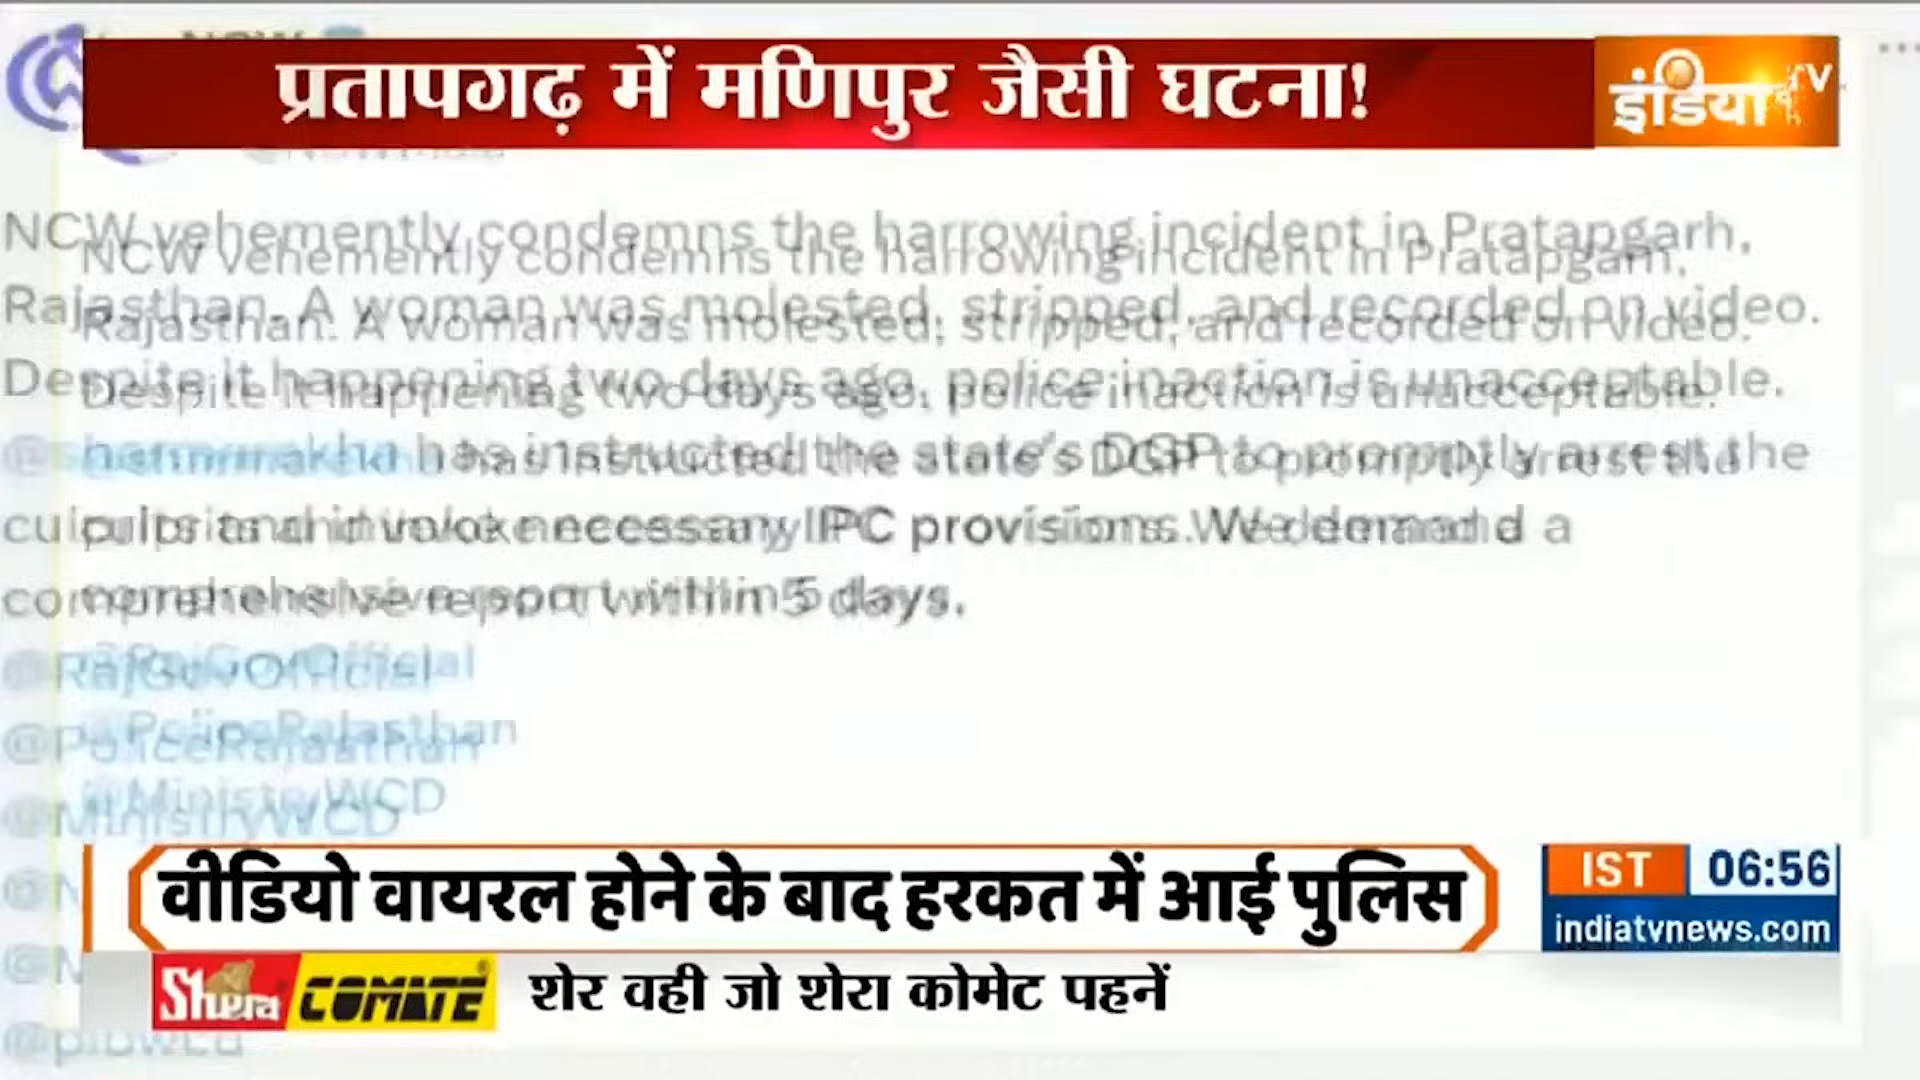 NCW
प्रतापगढ़ में मणिपुर जैसी घटना!
इंडिया TV
NCW vehemently condemns the harrowing incident in Pratapgarh,
Rajasthan. A woman was molested, stripped, and recorded on video.
Despite it happening two days ago, police inaction is unacceptable.
@sharmarekha has instructed the state's DGP to promptly arrest the
culprits and invoke necessary IPC provisions. We demand a
comprehensive report within 5 days.
@RajGovOfficial
@PoliceRajasthan
@MinistryWCD
वीडियो वायरल होने के बाद हरकत में आई पुलिस
IST 06:56
indiatvnews.com
Shera COMATE शेर वही जो शेरा कोमेट पहनें
@pibwcd